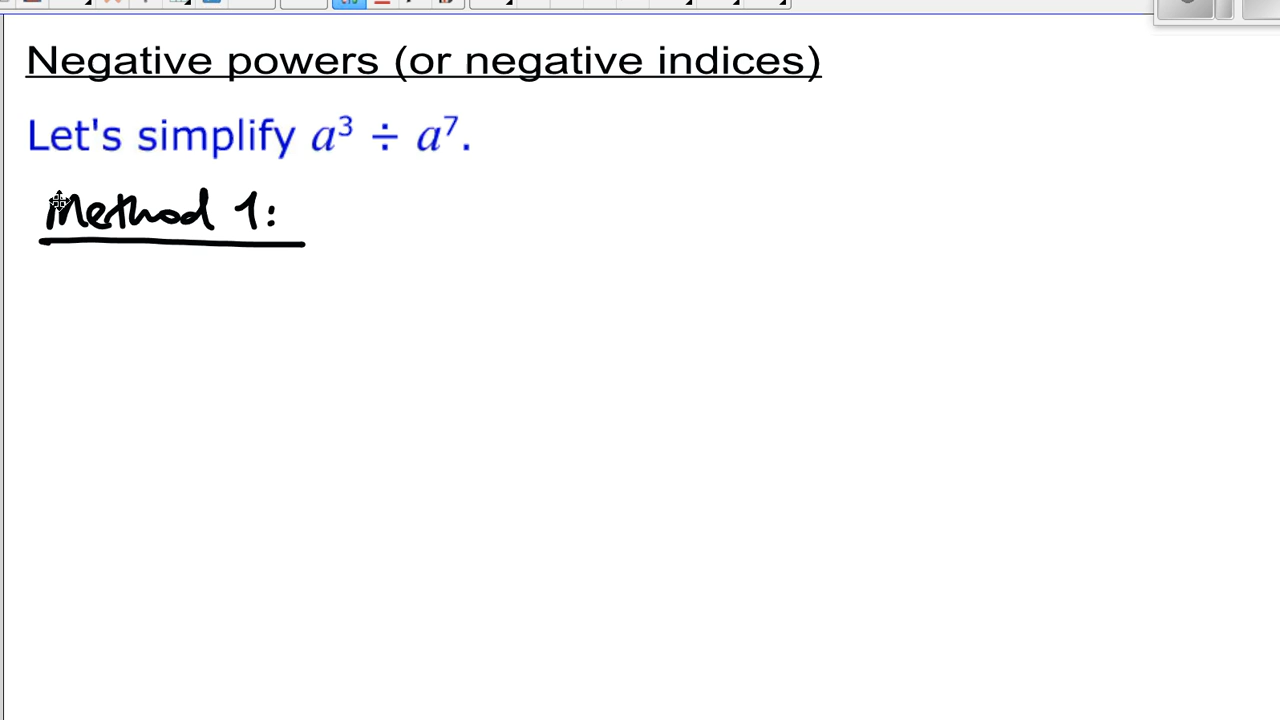 Negative powers (or negative indices)
Let's simplify a³ ÷ a⁷.
Method 1: